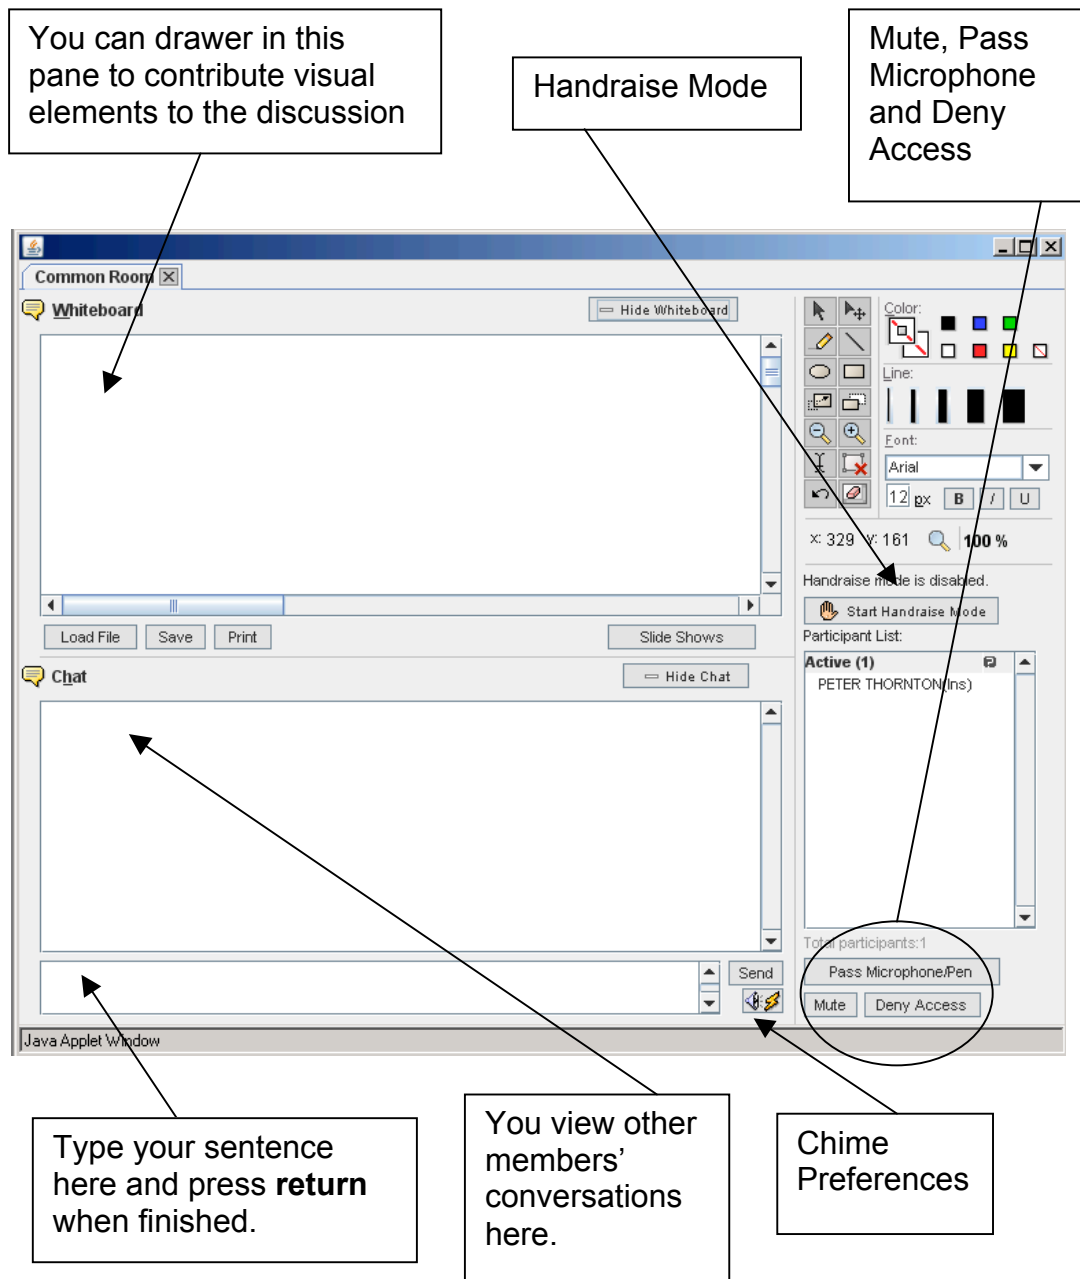 You can drawer in this
pane to contribute visual
elements to the discussion
Handraise Mode
Mute, Pass
Microphone
and Deny
Access
Common Room
Whiteboard
Hide Whiteboard
Color:
Line:
Font:
Arial
12 px B I U
x: 329 y: 161 100 %
Handraise mode is disabled.
Start Handraise Mode
Load File Save Print Slide Shows
Participant List:
Active (1)
PETER THORNTON(Ins)
Chat
Hide Chat
Total participants:1
Send
Pass Microphone/Pen
Mute Deny Access
Java Applet Window
Type your sentence
here and press return
when finished.
You view other
members’
conversations
here.
Chime
Preferences